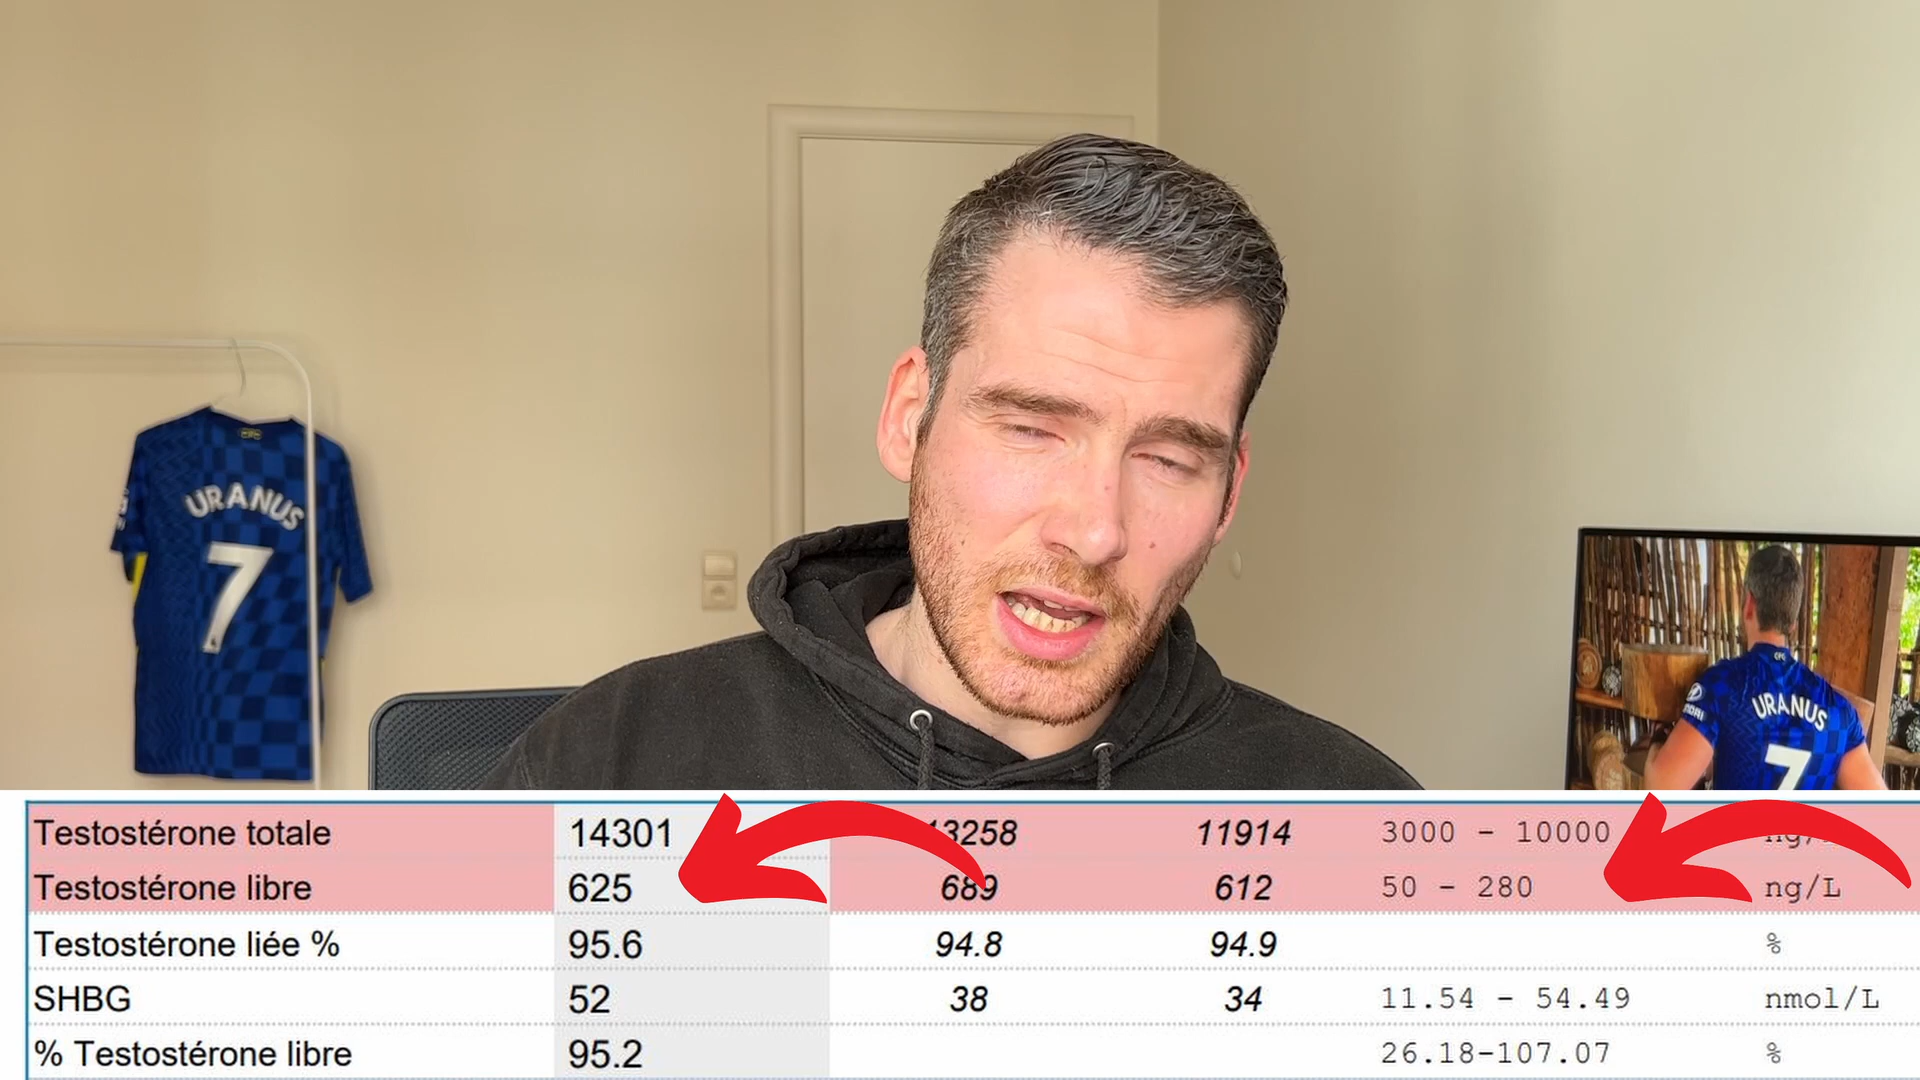 URANUS
7
URANUS
7
Testostérone totale 14301 13258 11914 3000 - 10000
Testostérone libre 625 689 612 50 - 280 ng/L
Testostérone liée % 95.6 94.8 94.9 %
SHBG 52 38 34 11.54 - 54.49 nmol/L
% Testostérone libre 95.2 26.18-107.07 %